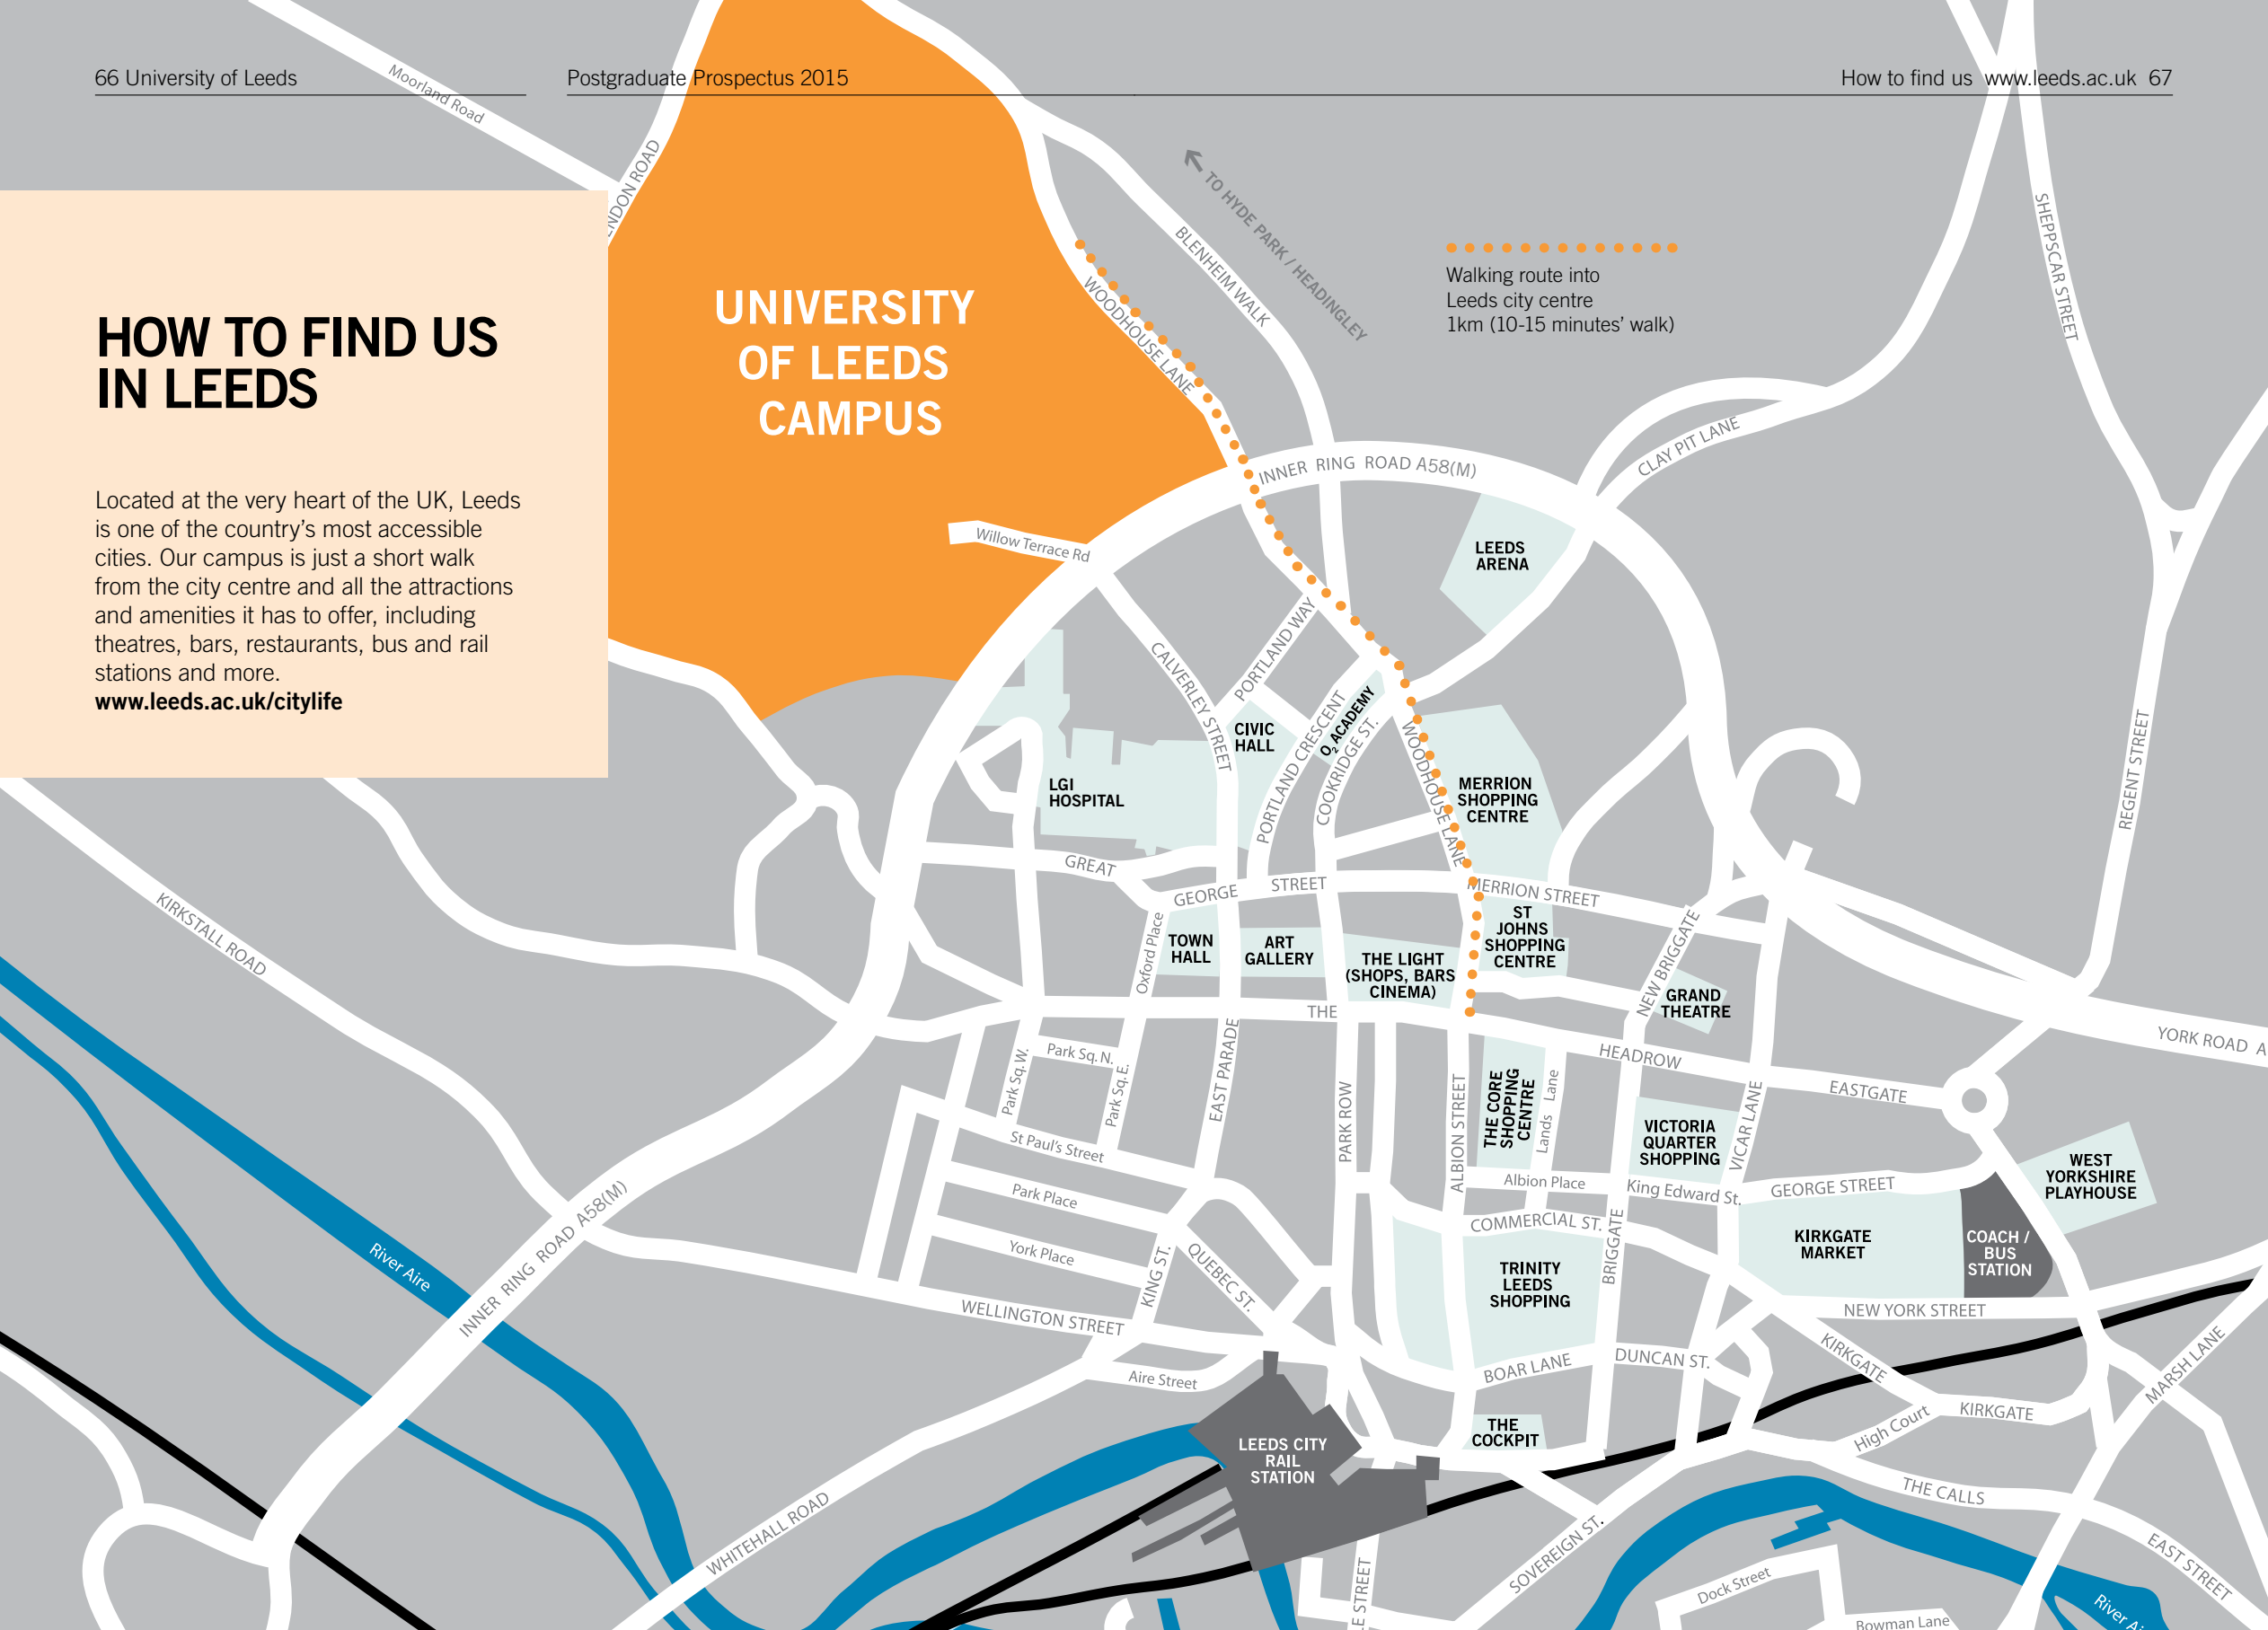 66 University of Leeds
Postgraduate Prospectus 2015
How to find us www.leeds.ac.uk 67
HOW TO FIND US
IN LEEDS
Located at the very heart of the UK, Leeds
is one of the country's most accessible
cities. Our campus is just a short walk
from the city centre and all the attractions
and amenities it has to offer, including
theatres, bars, restaurants, bus and rail
stations and more.
www.leeds.ac.uk/citylife
Moorland Road
UNIVERSITY
OF LEEDS
CAMPUS
TO HYDE PARK / HEADINGLEY
BLENHEIM WALK
WOODHOUSE LANE
Walking route into
Leeds city centre
1km (10-15 minutes' walk)
SHEPPSCAR STREET
CLAY PIT LANE
INNER RING ROAD A58(M)
Willow Terrace Rd
LEEDS
ARENA
PORTLAND WAY
CALVERLEY STREET
CIVIC
HALL
PORTLAND CRESCENT
O2 ACADEMY
COOKRIDGE ST.
WOODHOUSE LANE
MERRION
SHOPPING
CENTRE
REGENT STREET
LGI
HOSPITAL
GREAT
GEORGE
STREET
MERRION STREET
KIRKSTALL ROAD
Oxford Place
TOWN
HALL
ART
GALLERY
THE LIGHT
(SHOPS, BARS
CINEMA)
ST
JOHNS
SHOPPING
CENTRE
NEW BRIGGATE
GRAND
THEATRE
THE
HEADROW
EASTGATE
YORK ROAD A
Park Sq. N.
Park Sq. W.
Park Sq. E.
EAST PARADE
PARK ROW
ALBION STREET
THE CORE
SHOPPING
CENTRE
Lands Lane
VICTORIA
QUARTER
SHOPPING
VICAR LANE
WEST
YORKSHIRE
PLAYHOUSE
St Paul's Street
Park Place
York Place
Albion Place
King Edward St.
GEORGE STREET
COMMERCIAL ST.
KIRKGATE
MARKET
COACH /
BUS
STATION
River Aire
INNER RING ROAD A58(M)
KING ST.
QUEBEC ST.
TRINITY
LEEDS
SHOPPING
BRIGGATE
NEW YORK STREET
WELLINGTON STREET
Aire Street
BOAR LANE
DUNCAN ST.
KIRKGATE
MARSH LANE
KIRKGATE
High Court
THE
COCKPIT
LEEDS CITY
RAIL
STATION
WHITEHALL ROAD
THE CALLS
SOVEREIGN ST.
EAST STREET
Dock Street
Bowman Lane
STREET
River